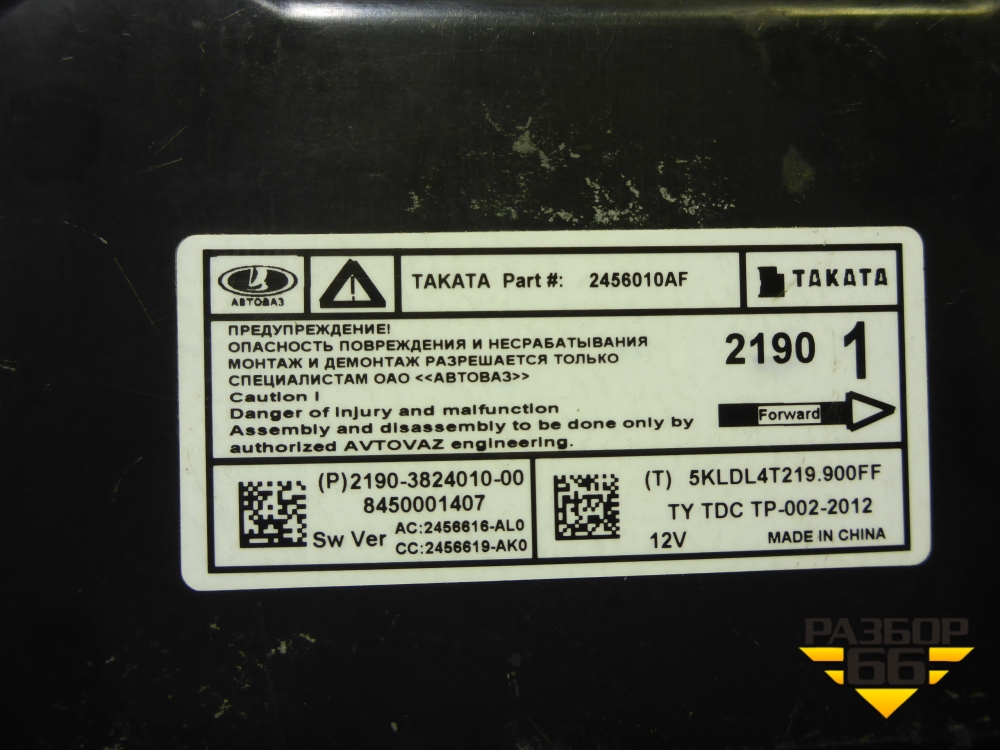 АВТОВАЗ
TAKATA Part #: 2456010AF
TAKATA
ПРЕДУПРЕЖДЕНИЕ!
ОПАСНОСТЬ ПОВРЕЖДЕНИЯ И НЕСРАБАТЫВАНИЯ
МОНТАЖ И ДЕМОНТАЖ РАЗРЕШАЕТСЯ ТОЛЬКО
СПЕЦИАЛИСТАМ ОАО <<АВТОВАЗ>>
Caution !
Danger of injury and malfunction
Assembly and disassembly to be done only by
authorized AVTOVAZ engineering.
2190 1
Forward
(P)2190-3824010-00
8450001407
Sw Ver
AC:2456616-AL0
CC:2456619-AK0
(T) 5KLDL4T219.900FF
TY TDC TP-002-2012
12V
MADE IN CHINA
РАЗБОР
66